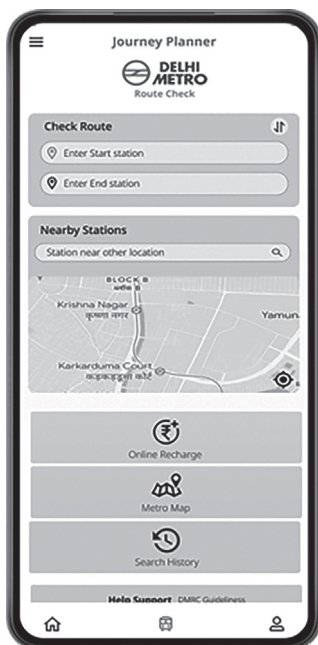 Journey Planner
DELHI
METRO
Route Check
Check Route
Enter Start station
Enter End station
Nearby Stations
Station near other location
BLOCK B
Krishna Nagar
कृष्णा नगर
Yamun
Karkarduma Court
कड़कड़डूमा कोर्ट
Online Recharge
Metro Map
Search History
Help Support DMRC Guideliness